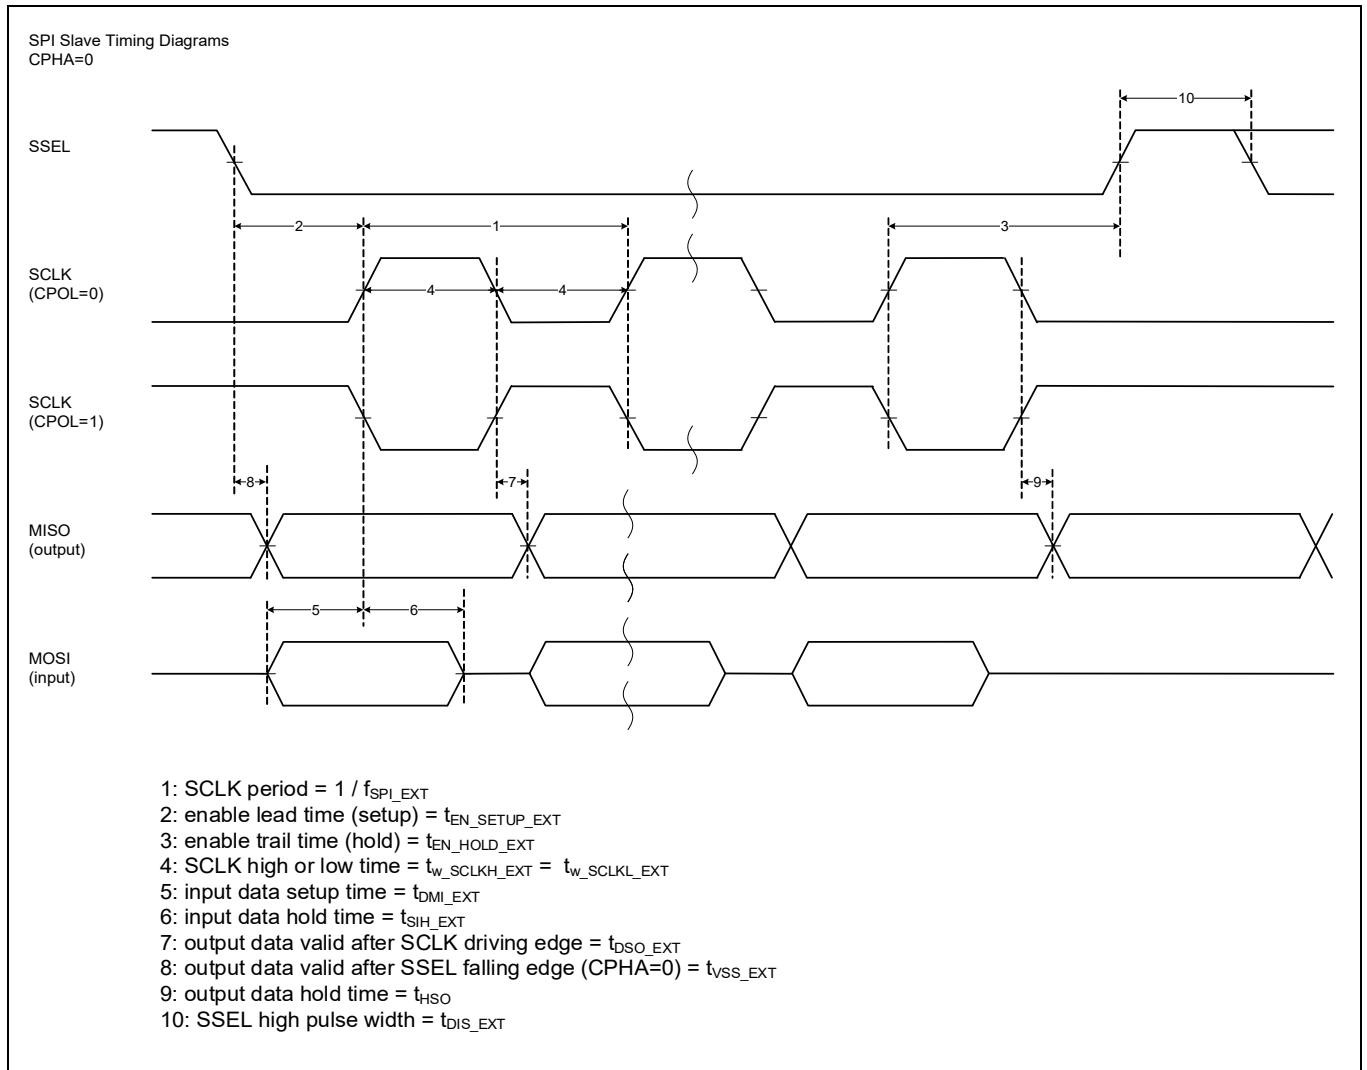 SPI Slave Timing Diagrams
CPHA=0
10
SSEL
2
1
3
SCLK
(CPOL=0)
4
4
SCLK
(CPOL=1)
8
7
9
MISO
(output)
5
6
MOSI
(input)
1: SCLK period = 1 / fSPI_EXT
2: enable lead time (setup) = tEN_SETUP_EXT
3: enable trail time (hold) = tEN_HOLD_EXT
4: SCLK high or low time = tw_SCLKH_EXT = tw_SCLKL_EXT
5: input data setup time = tDMI_EXT
6: input data hold time = tSIH_EXT
7: output data valid after SCLK driving edge = tDSO_EXT
8: output data valid after SSEL falling edge (CPHA=0) = tVSS_EXT
9: output data hold time = tHSO
10: SSEL high pulse width = tDIS_EXT